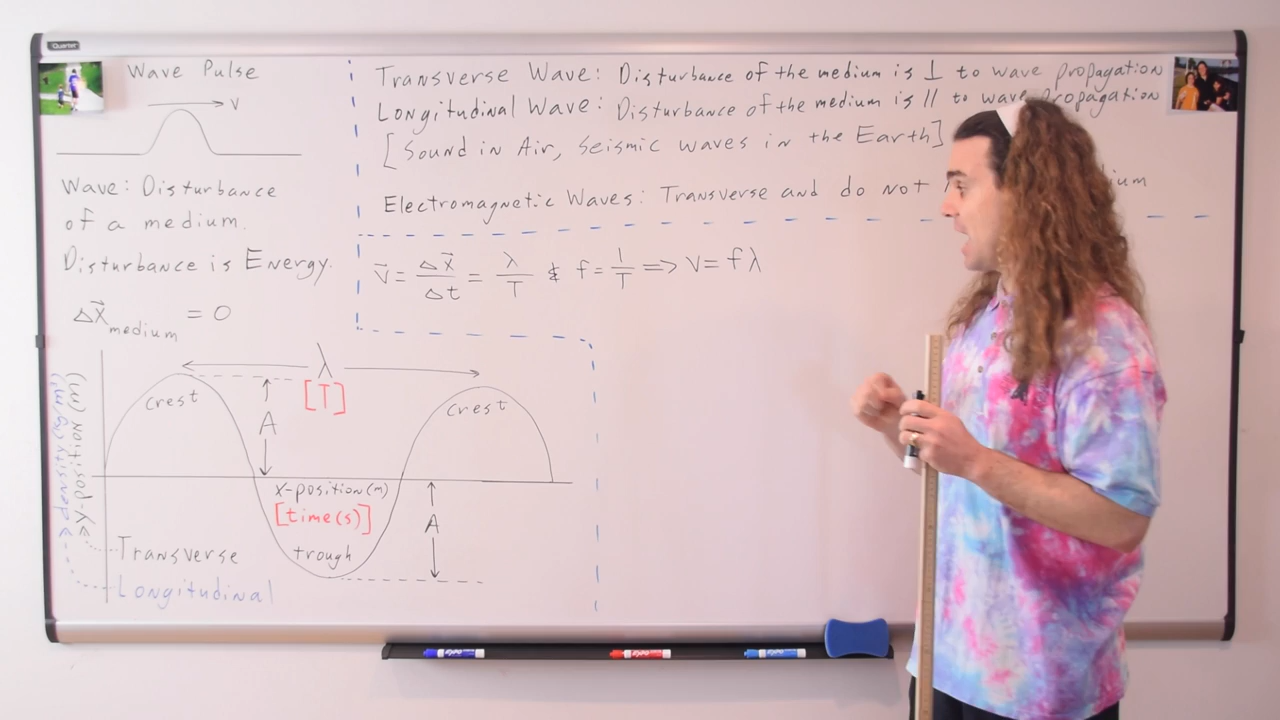 Quartet
Wave Pulse
v
Wave: Disturbance
of a medium.
Disturbance is Energy.
Δx⃗ medium = 0
Transverse Wave: Disturbance of the medium is ⊥ to wave propagation
Longitudinal Wave: Disturbance of the medium is // to wave propagation
[Sound in Air, Seismic waves in the Earth]
Electromagnetic Waves: Transverse and do not
v⃗ = Δx⃗/Δt = λ/T & f = 1/T ⇒ v = fλ
λ
[T]
crest
A
crest
y-position (m)
density (kg/m³)
x-position(m)
[time(s)]
A
trough
Transverse
Longitudinal
EXPO
EXPO
EXPO